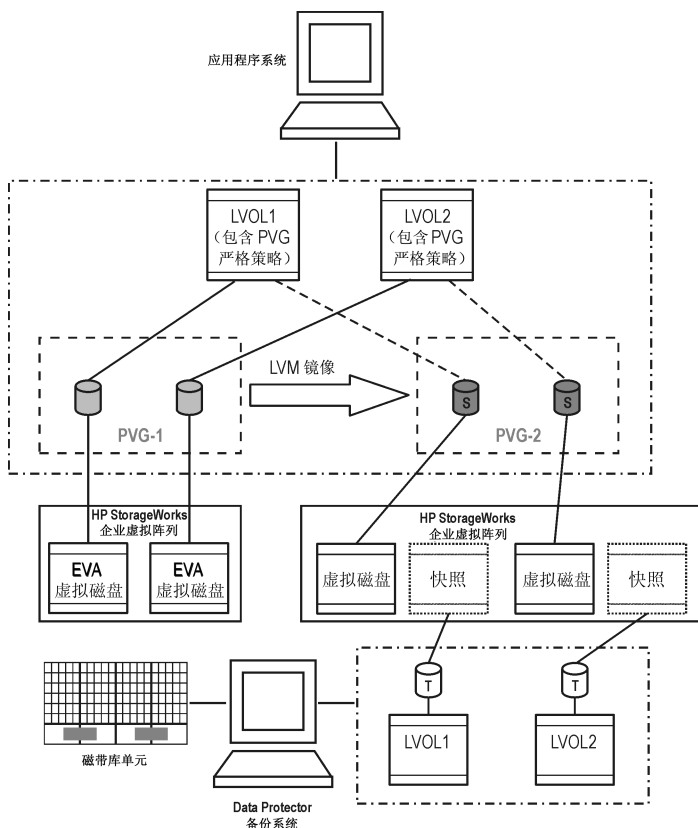 应用程序系统
LVOL1
（包含 PVG
严格策略）
LVOL2
（包含 PVG
严格策略）
LVM 镜像
S
S
PVG-1
PVG-2
HP StorageWorks
企业虚拟阵列
HP StorageWorks
企业虚拟阵列
EVA
虚拟磁盘
EVA
虚拟磁盘
虚拟磁盘
快照
虚拟磁盘
快照
T
T
LVOL1
LVOL2
磁带库单元
Data Protector
备份系统